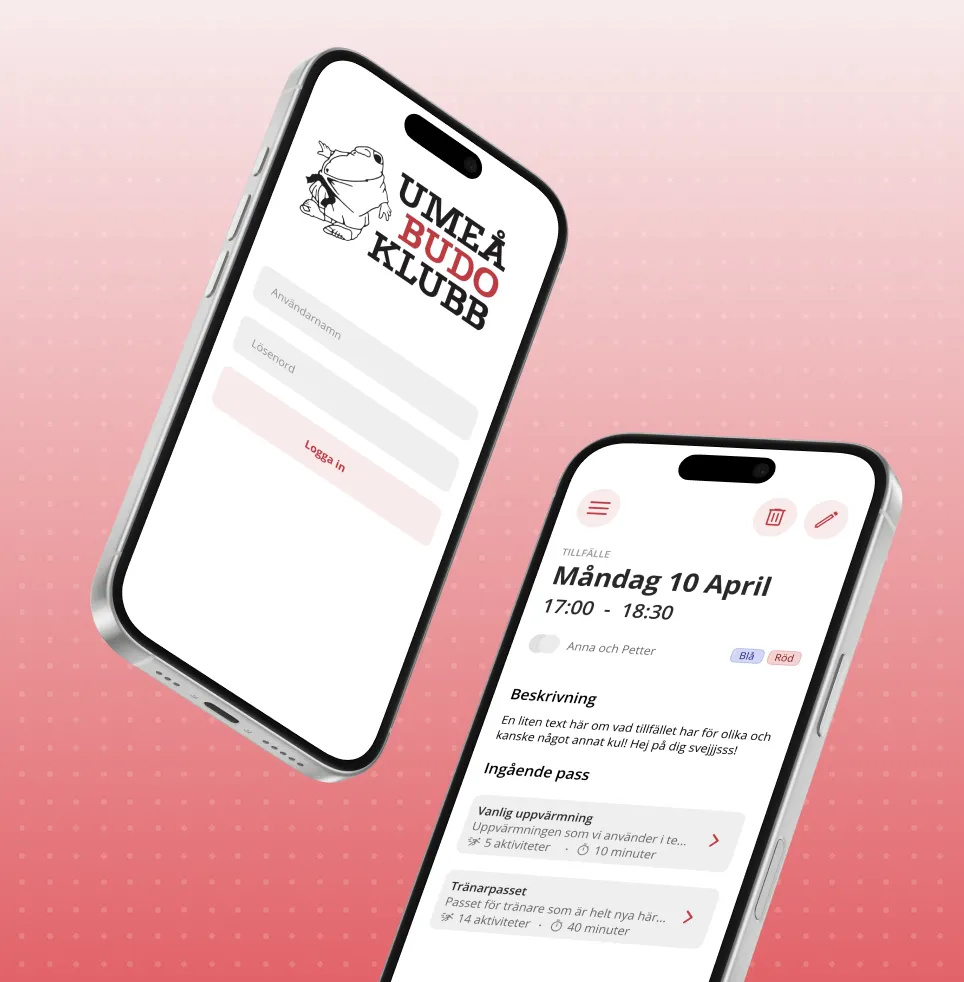 UMEÅ
BUDO
KLUBB
Användarnamn
Lösenord
Logga in
TILLFÄLLE
Måndag 10 April
17:00 - 18:30
Anna och Petter
Blå
Röd
Beskrivning
En liten text här om vad tillfället har för olika och
kanske något annat kul! Hej på dig svejjjsss!
Ingående pass
Vanlig uppvärmning
Uppvärmningen som vi använder i te...
5 aktiviteter · 10 minuter
Tränarpasset
Passet för tränare som är helt nya här...
14 aktiviteter · 40 minuter